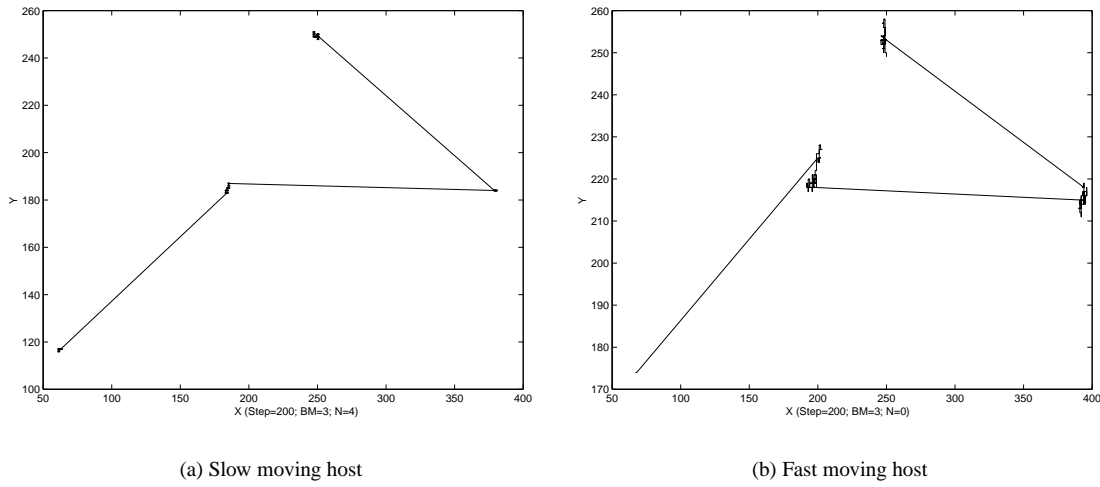 260
240
220
200
180
160
140
120
100
Y
50 100 150 200 250 300 350 400
X (Step=200; BM=3; N=4)
(a) Slow moving host
260
250
240
230
220
210
200
190
180
170
Y
50 100 150 200 250 300 350 400
X (Step=200; BM=3; N=0)
(b) Fast moving host